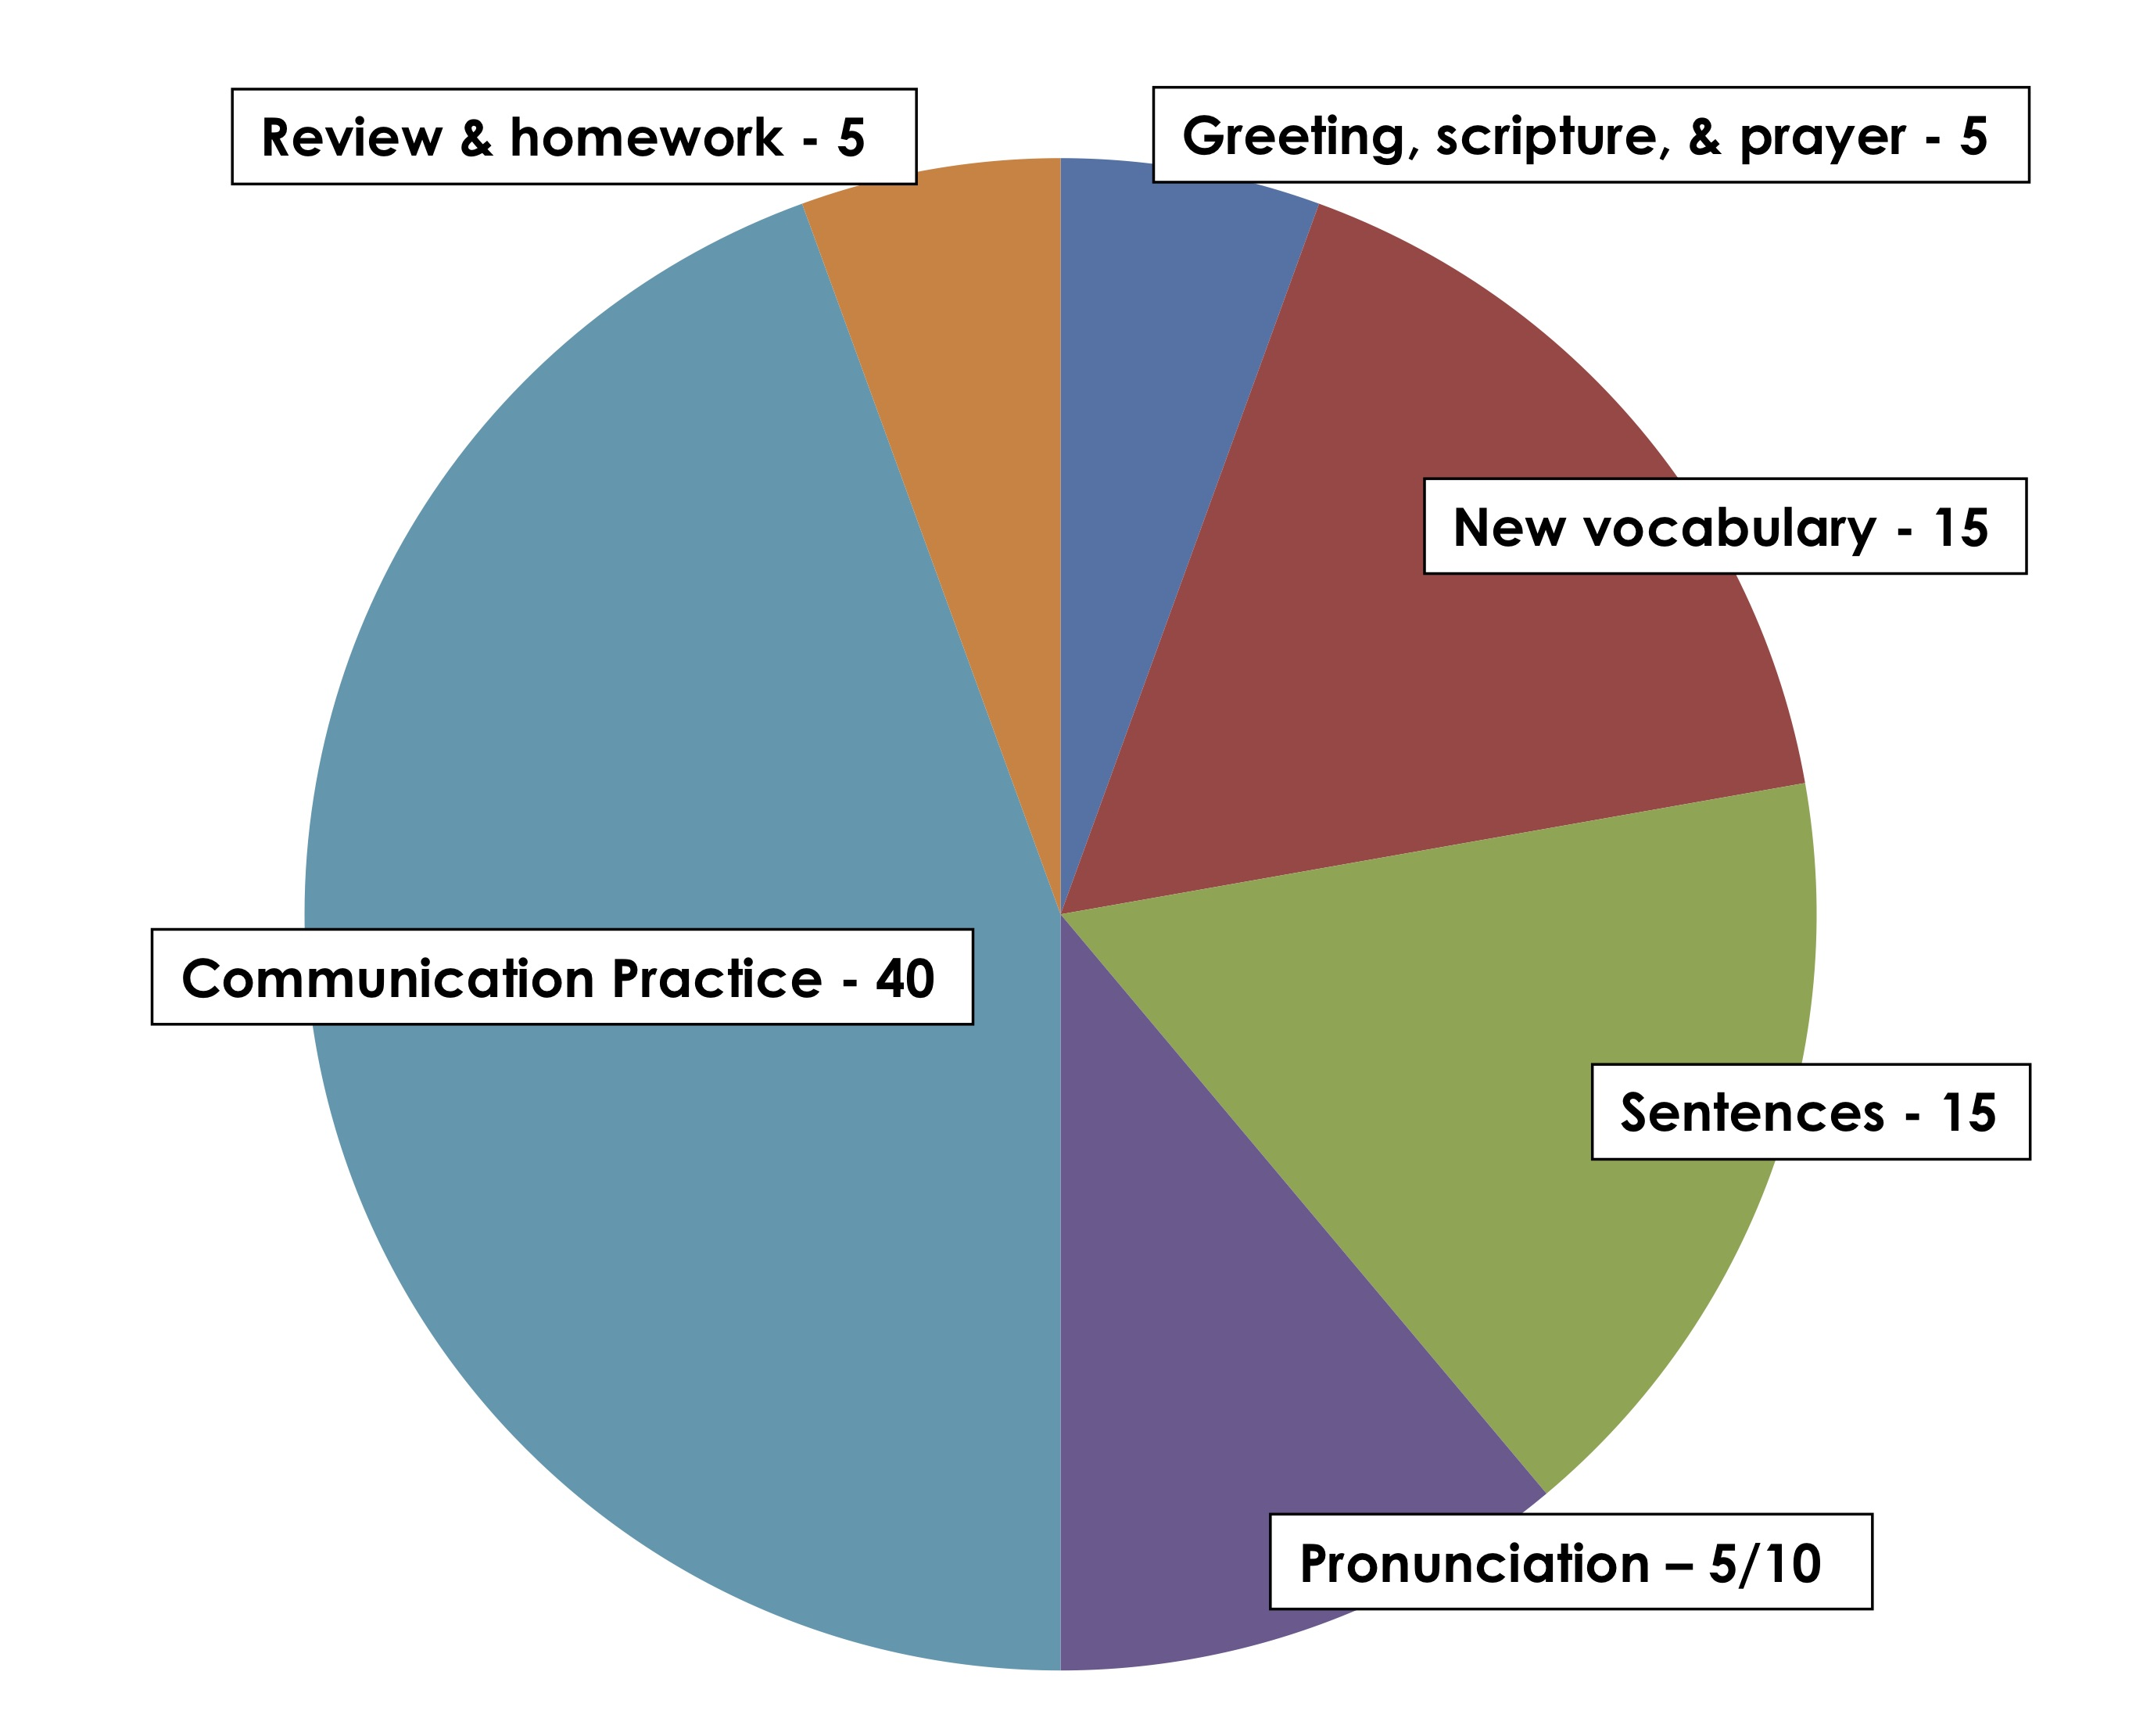 Review & homework - 5
Greeting, scripture, & prayer - 5
New vocabulary - 15
Communication Practice - 40
Sentences - 15
Pronunciation – 5/10